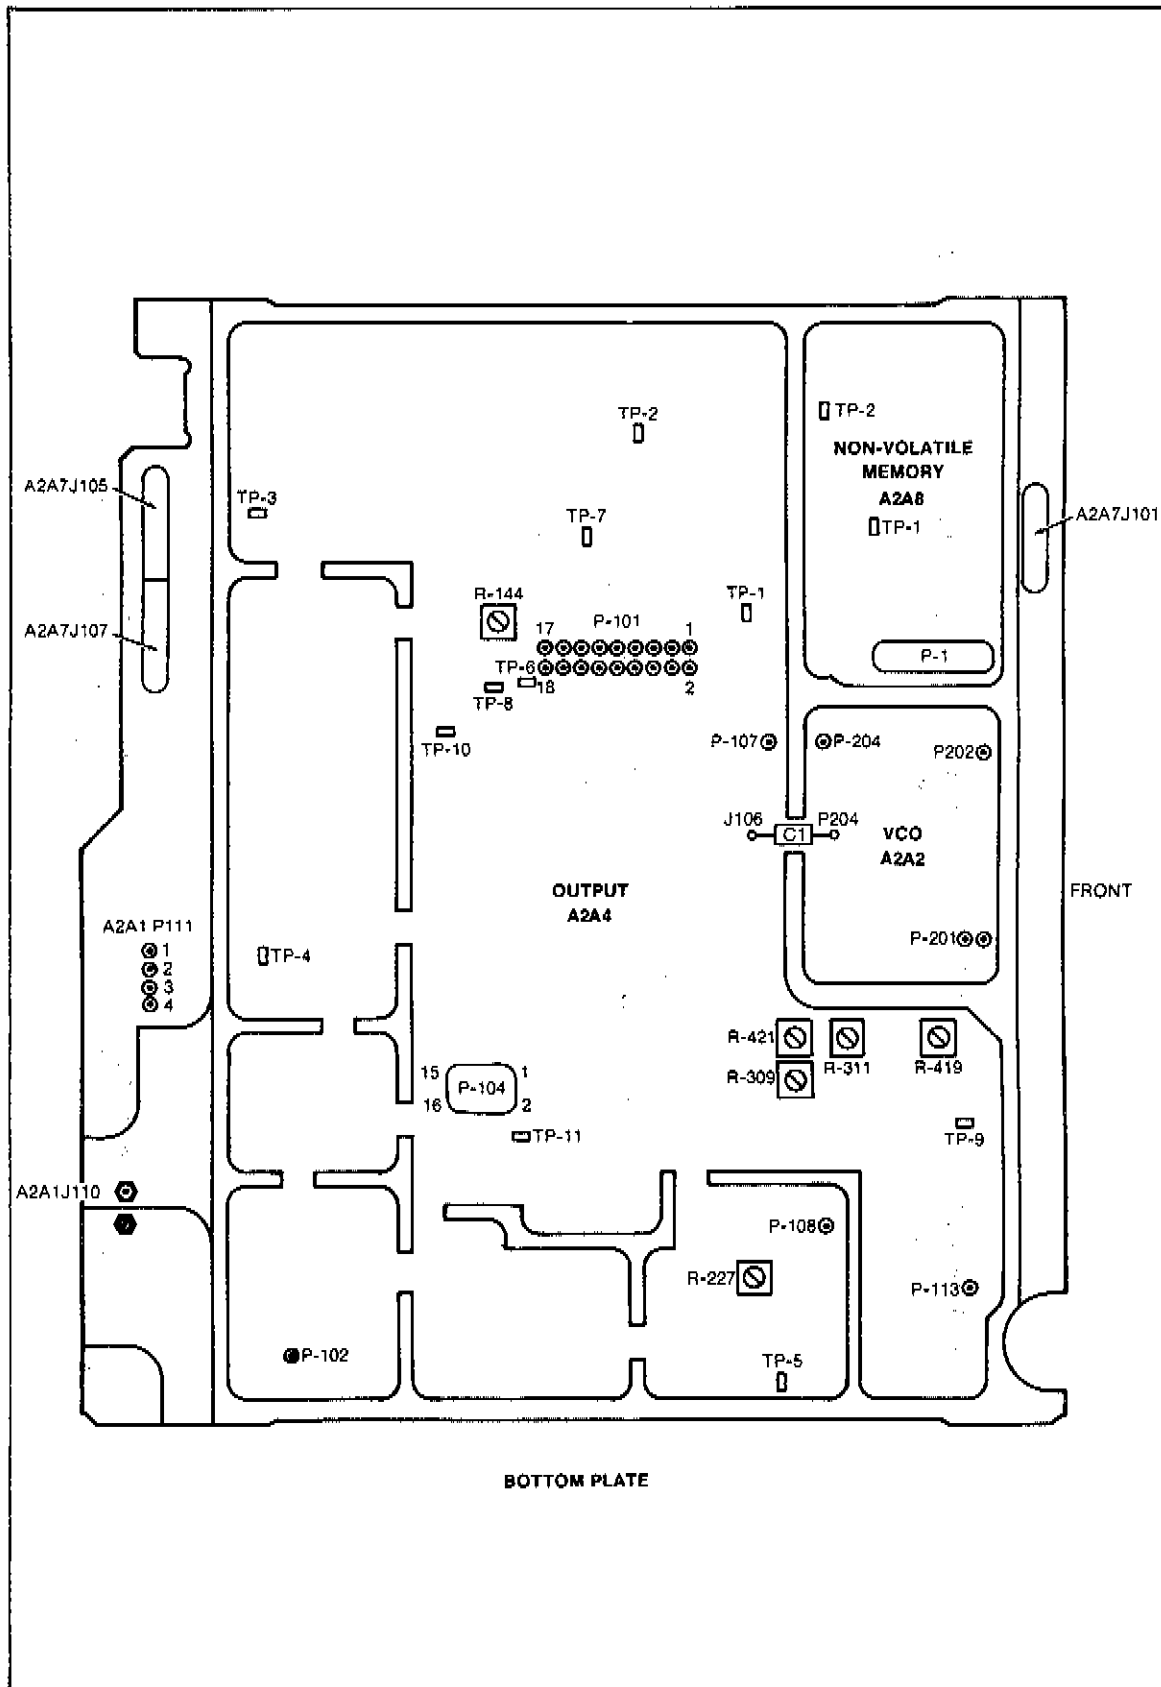 TP-2
TP-2
NON-VOLATILE
MEMORY
A2A8
A2A7J105
TP-3
A2A7J101
TP-1
TP-7
R-144
TP-1
P-101
17
1
A2A7J107
P-1
TP-6
18
2
TP-8
TP-10
P-107
P-204
P202
J106
C1
P204
VCO
A2A2
OUTPUT
A2A4
FRONT
A2A1 P111
1
2
3
4
P-201
TP-4
R-421
R-311
R-419
R-309
15
P-104
1
16
2
TP-11
TP-9
A2A1J110
P-108
R-227
P-113
P-102
TP-5
BOTTOM PLATE